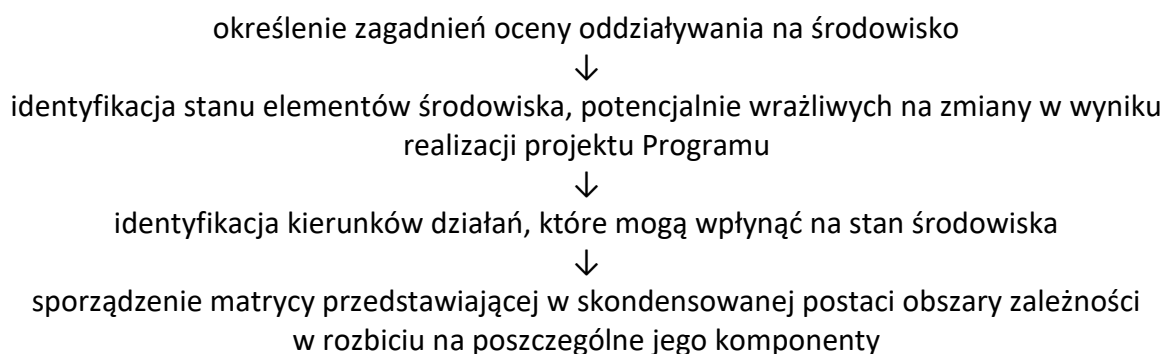 określenie zagadnień oceny oddziaływania na środowisko
↓
identyfikacja stanu elementów środowiska, potencjalnie wrażliwych na zmiany w wyniku
realizacji projektu Programu
↓
identyfikacja kierunków działań, które mogą wpłynąć na stan środowiska
↓
sporządzenie matrycy przedstawiającej w skondensowanej postaci obszary zależności
w rozbiciu na poszczególne jego komponenty